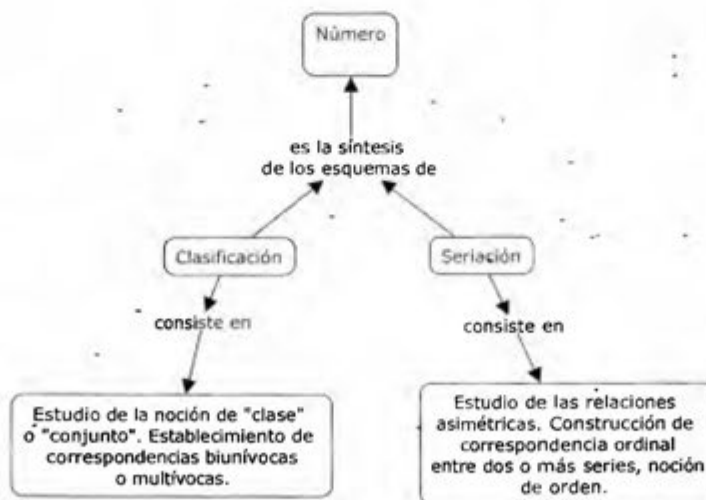 Número
es la síntesis
de los esquemas de
Clasificación
Seriación
consiste en
consiste en
Estudio de la noción de "clase"
o "conjunto". Establecimiento de
correspondencias biunívocas
o multívocas.
Estudio de las relaciones
asimétricas. Construcción de
correspondencia ordinal
entre dos o más series, noción
de orden.